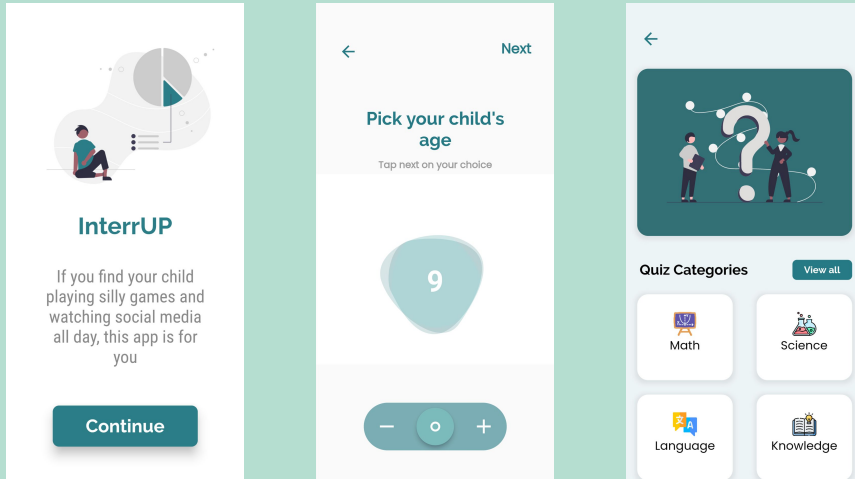 InterrUP
If you find your child
playing silly games and
watching social media
all day, this app is for
you
Continue
Next
Pick your child's
age
Tap next on your choice
9
Quiz Categories
View all
Math
Science
Language
Knowledge